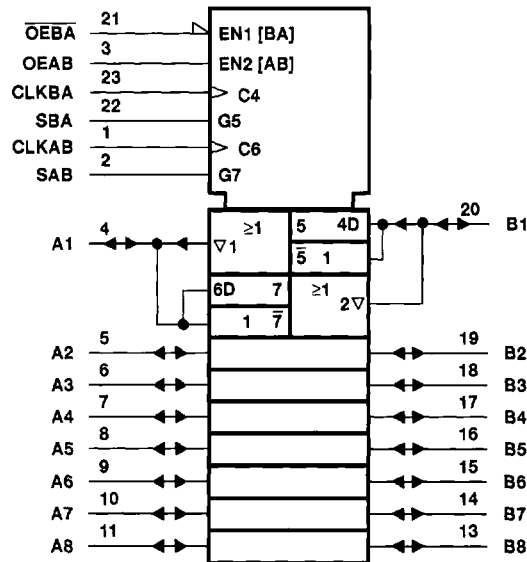 21
O̅E̅B̅A̅ EN1 [BA]
3
OEAB EN2 [AB]
23
CLKBA C4
22
SBA G5
1
CLKAB C6
2
SAB G7
4 ≥1 5 4D 20
A1 ▽1 5̅ 1 B1
6D 7 ≥1
1 7̅ 2▽
5 19
A2 B2
6 18
A3 B3
7 17
A4 B4
8 16
A5 B5
9 15
A6 B6
10 14
A7 B7
11 13
A8 B8